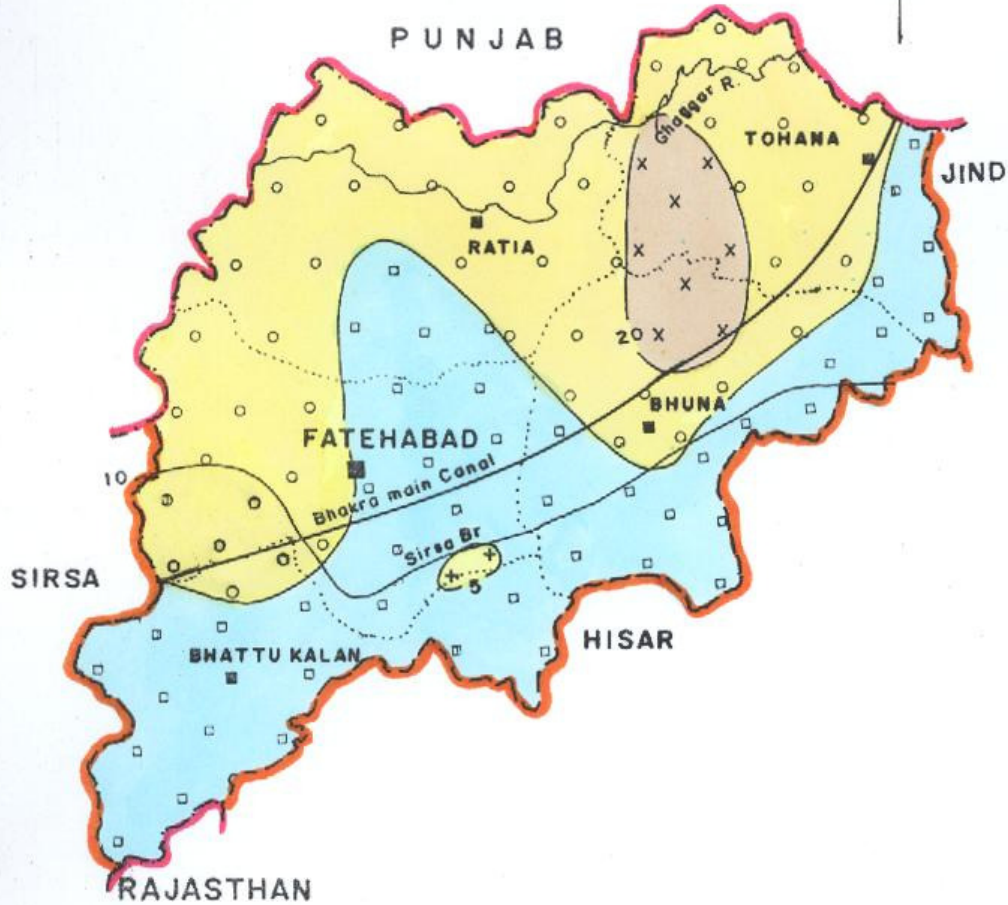 PUNJAB
Ghaggar R.
TOHANA
JIND
RATIA
20
BHUNA
FATEHABAD
10
Bhakra main Canal
Sirsa Br
SIRSA
5
HISAR
BHATTU KALAN
RAJASTHAN